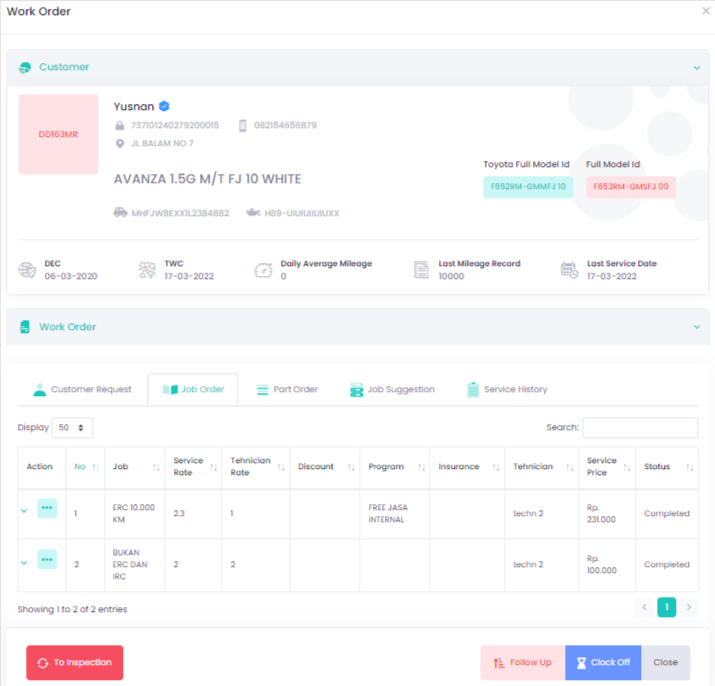 Work Order
Customer
DD163MR
Yusnan
737101240279200015 082154656879
JL BALAM NO 7
AVANZA 1.5G M/T FJ 10 WHITE
Toyota Full Model Id Full Model Id
F652RM-GMMFJ 10 F653RM-GMSFJ 00
MHFJW8EXX1L2384882 H89-UIUIUIIUIUXX
DEC TWC Daily Average Mileage Last Mileage Record Last Service Date
06-03-2020 17-03-2022 0 10000 17-03-2022
Work Order
Customer Request Job Order Part Order Job Suggestion Service History
Display 50 Search:
Action No Job Service Rate Tehnician Rate Discount Program Insurance Tehnician Service Price Status
1 ERC 10.000 KM 2.3 1 FREE JASA INTERNAL techn 2 Rp. 231.000 Completed
2 BUKAN ERC DAN IRC 2 2 techn 2 Rp. 100.000 Completed
Showing 1 to 2 of 2 entries
1
To Inspection Follow Up Clock Off Close